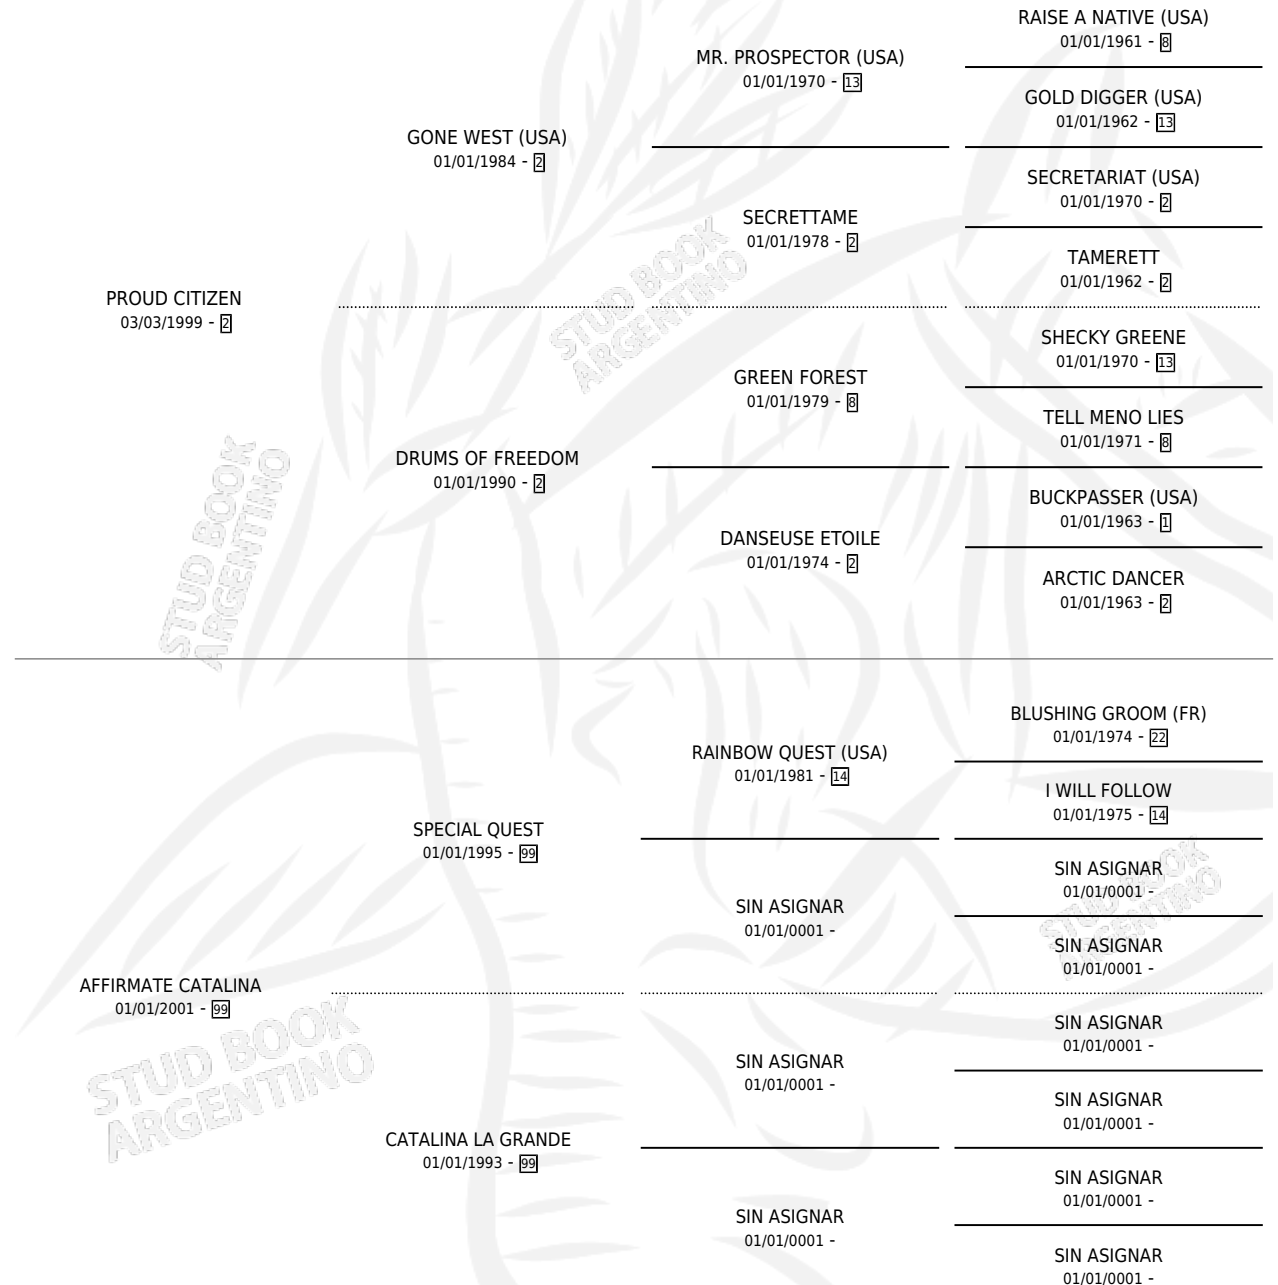 RAISE A NATIVE (USA)
01/01/1961 - 8
MR. PROSPECTOR (USA)
01/01/1970 - 13
GOLD DIGGER (USA)
01/01/1962 - 13
GONE WEST (USA)
01/01/1984 - 2
SECRETARIAT (USA)
01/01/1970 - 2
SECRETTAME
01/01/1978 - 2
TAMERETT
01/01/1962 - 2
PROUD CITIZEN
03/03/1999 - 2
SHECKY GREENE
01/01/1970 - 13
GREEN FOREST
01/01/1979 - 8
TELL MENO LIES
01/01/1971 - 8
DRUMS OF FREEDOM
01/01/1990 - 2
BUCKPASSER (USA)
01/01/1963 - 1
DANSEUSE ETOILE
01/01/1974 - 2
ARCTIC DANCER
01/01/1963 - 2
BLUSHING GROOM (FR)
01/01/1974 - 22
RAINBOW QUEST (USA)
01/01/1981 - 14
I WILL FOLLOW
01/01/1975 - 14
SPECIAL QUEST
01/01/1995 - 99
SIN ASIGNAR
01/01/0001 -
SIN ASIGNAR
01/01/0001 -
SIN ASIGNAR
01/01/0001 -
AFFIRMATE CATALINA
01/01/2001 - 99
SIN ASIGNAR
01/01/0001 -
SIN ASIGNAR
01/01/0001 -
SIN ASIGNAR
01/01/0001 -
CATALINA LA GRANDE
01/01/1993 - 99
SIN ASIGNAR
01/01/0001 -
SIN ASIGNAR
01/01/0001 -
SIN ASIGNAR
01/01/0001 -
STUD BOOK
ARGENTINO
STUD BOOK
ARGENTINO
STUD BOOK
ARGENTINO
STUD BOOK
ARGENTINO